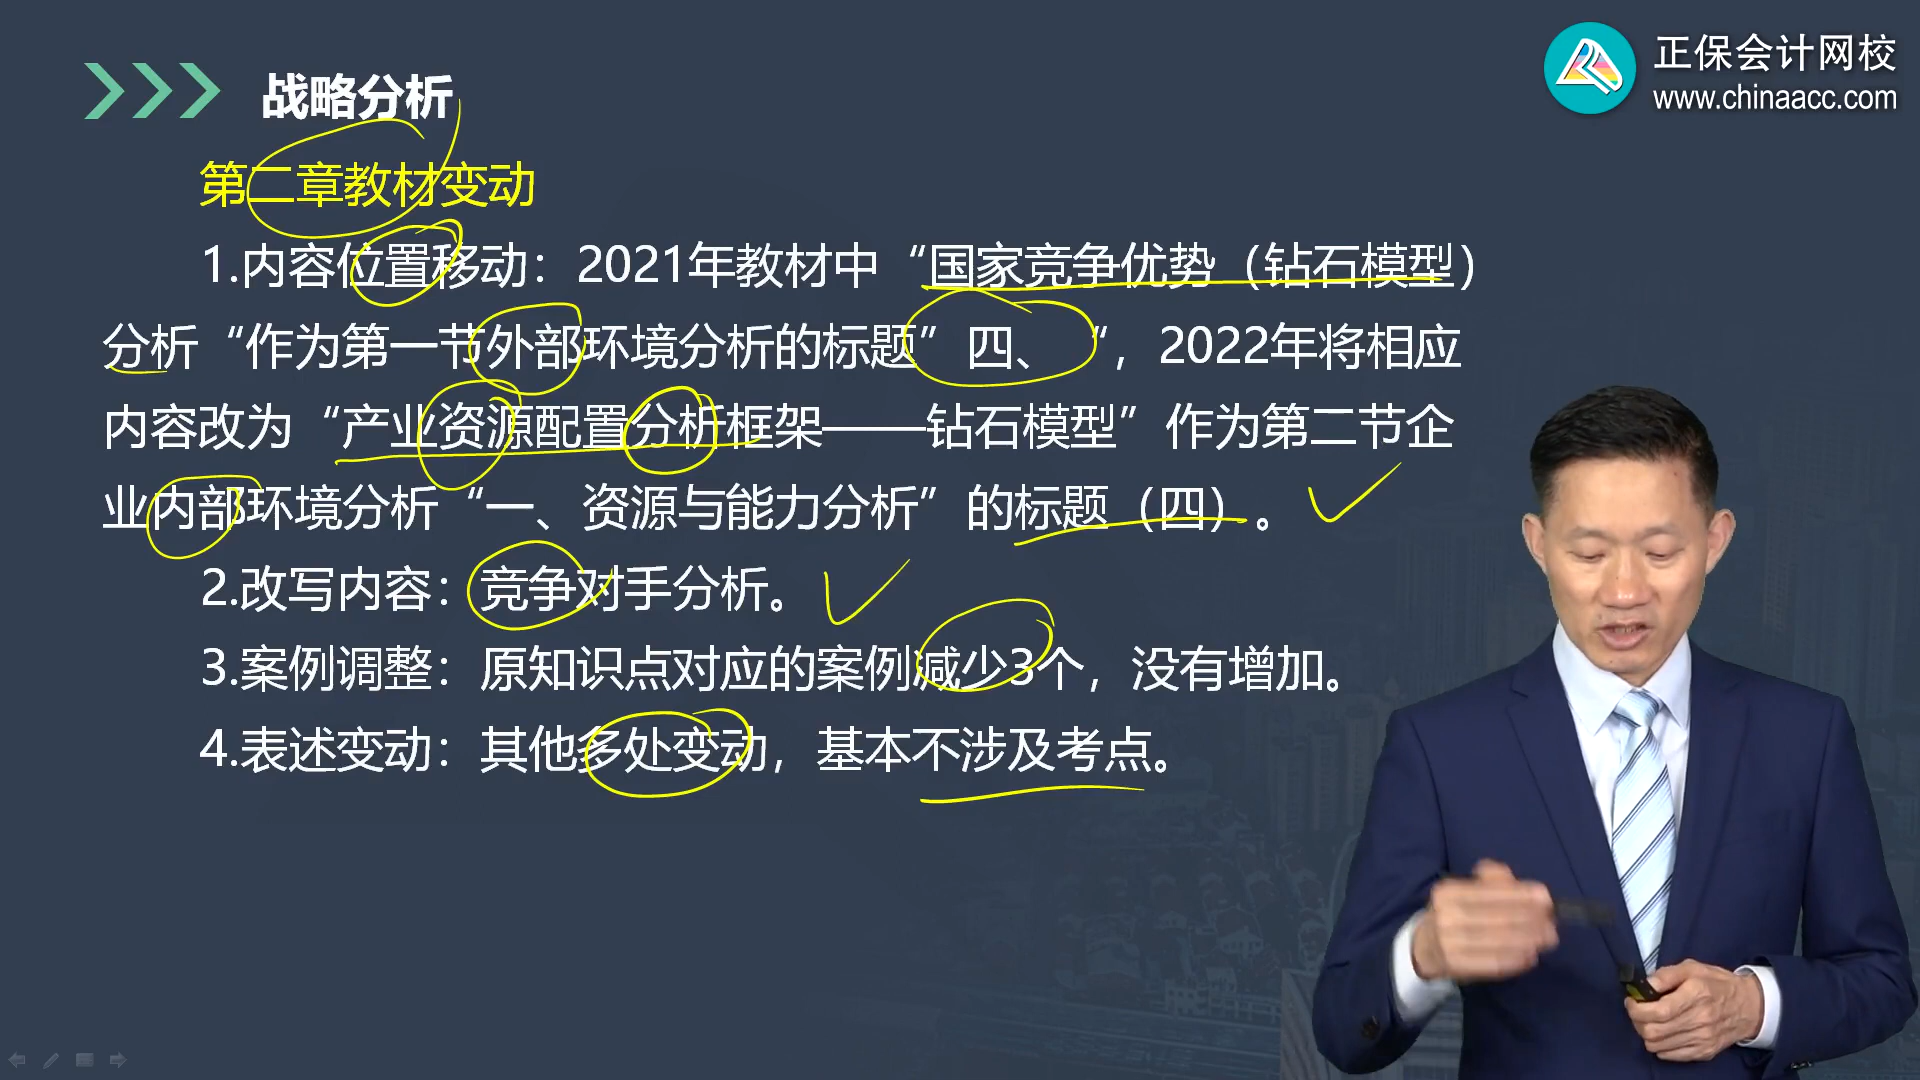 正保会计网校
www.chinaacc.com
战略分析
第二章教材变动
1.内容位置移动：2021年教材中“国家竞争优势（钻石模型）
分析“作为第一节外部环境分析的标题”四、“，2022年将相应
内容改为“产业资源配置分析框架——钻石模型”作为第二节企
业内部环境分析“一、资源与能力分析”的标题（四）。
2.改写内容：竞争对手分析。
3.案例调整：原知识点对应的案例减少3个，没有增加。
4.表述变动：其他多处变动，基本不涉及考点。